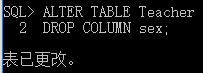 SQL> ALTER TABLE Teacher
2 DROP COLUMN sex;
表已更改。